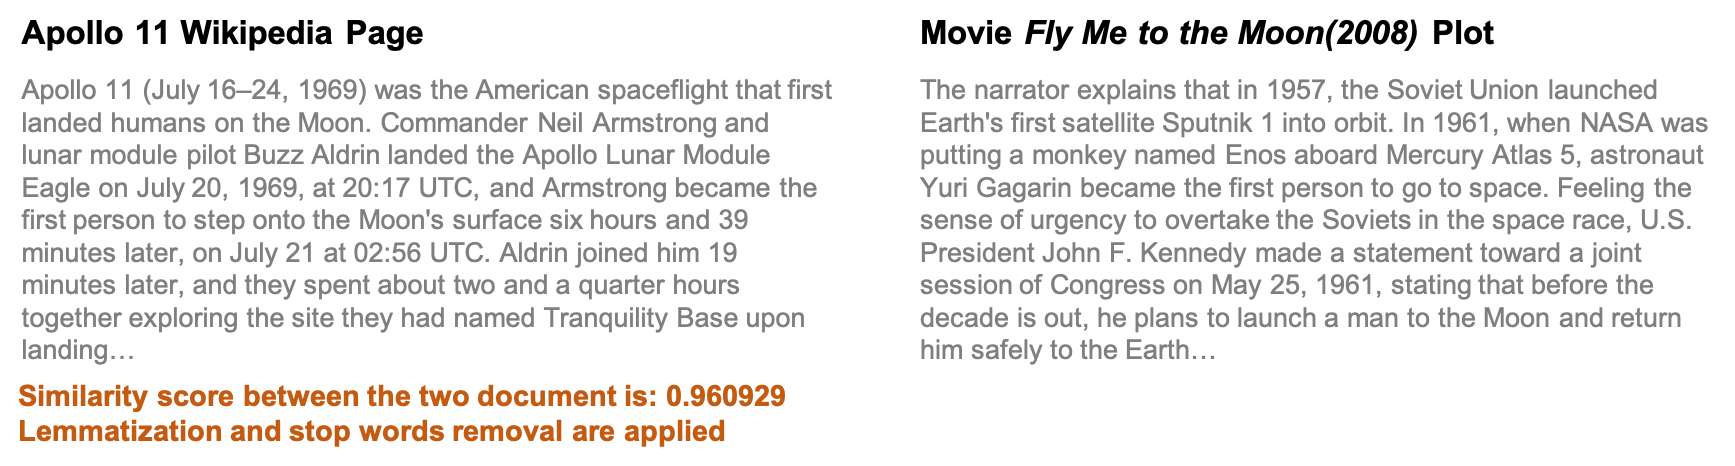 Apollo 11 Wikipedia Page
Apollo 11 (July 16–24, 1969) was the American spaceflight that first
landed humans on the Moon. Commander Neil Armstrong and
lunar module pilot Buzz Aldrin landed the Apollo Lunar Module
Eagle on July 20, 1969, at 20:17 UTC, and Armstrong became the
first person to step onto the Moon's surface six hours and 39
minutes later, on July 21 at 02:56 UTC. Aldrin joined him 19
minutes later, and they spent about two and a quarter hours
together exploring the site they had named Tranquility Base upon
landing…
Similarity score between the two document is: 0.960929
Lemmatization and stop words removal are applied
Movie Fly Me to the Moon(2008) Plot
The narrator explains that in 1957, the Soviet Union launched
Earth's first satellite Sputnik 1 into orbit. In 1961, when NASA was
putting a monkey named Enos aboard Mercury Atlas 5, astronaut
Yuri Gagarin became the first person to go to space. Feeling the
sense of urgency to overtake the Soviets in the space race, U.S.
President John F. Kennedy made a statement toward a joint
session of Congress on May 25, 1961, stating that before the
decade is out, he plans to launch a man to the Moon and return
him safely to the Earth…